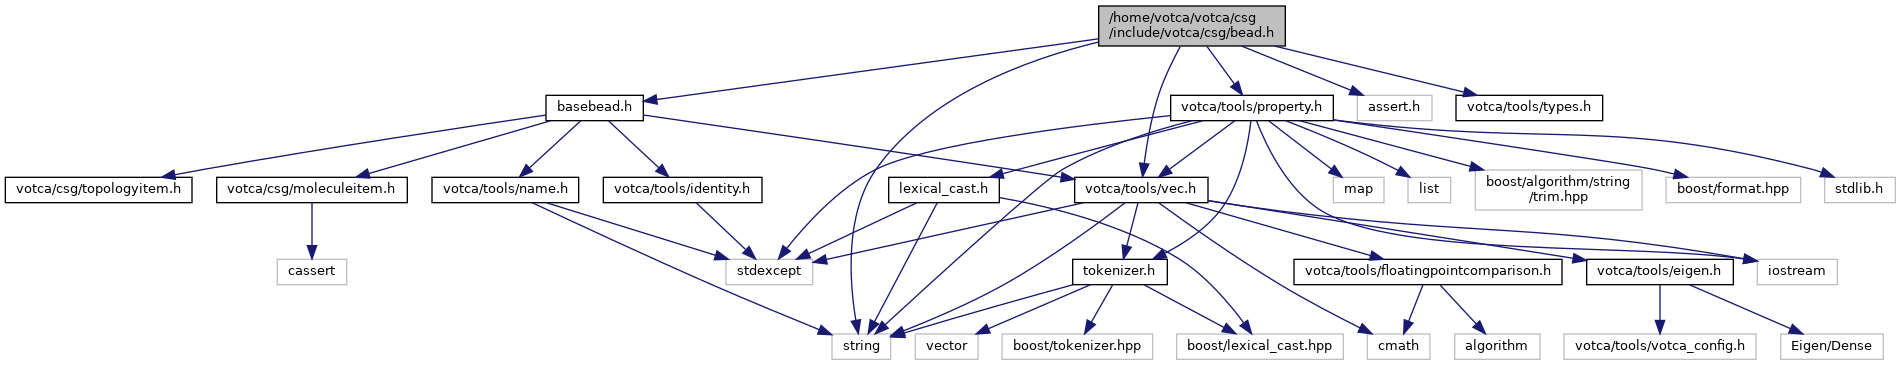 /home/votca/votca/csg
/include/votca/csg/bead.h
basebead.h
votca/tools/property.h
assert.h
votca/tools/types.h
votca/csg/topologyitem.h
votca/csg/moleculeitem.h
votca/tools/name.h
votca/tools/identity.h
lexical_cast.h
votca/tools/vec.h
map
list
boost/algorithm/string
/trim.hpp
boost/format.hpp
stdlib.h
cassert
stdexcept
tokenizer.h
votca/tools/floatingpointcomparison.h
votca/tools/eigen.h
iostream
string
vector
boost/tokenizer.hpp
boost/lexical_cast.hpp
cmath
algorithm
votca/tools/votca_config.h
Eigen/Dense